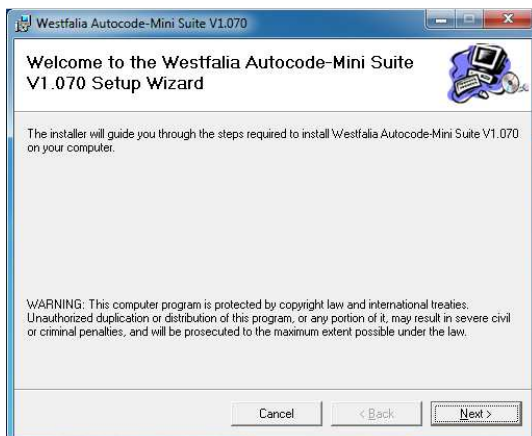 Westfalia Autocode-Mini Suite V1.070
Welcome to the Westfalia Autocode-Mini Suite
V1.070 Setup Wizard
The installer will guide you through the steps required to install Westfalia Autocode-Mini Suite V1.070
on your computer.
WARNING: This computer program is protected by copyright law and international treaties.
Unauthorized duplication or distribution of this program, or any portion of it, may result in severe civil
or criminal penalties, and will be prosecuted to the maximum extent possible under the law.
Cancel < Back Next >